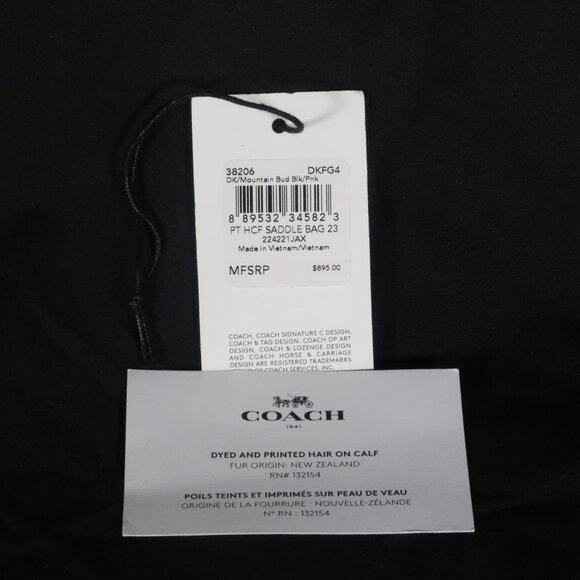 38206 DKFG4
DK/Mountain Bud Blk/Pnk
8 89532 34582 3
PT HCF SADDLE BAG 23
224221JAX
Made in Vietnam/Vietnam
MFSRP $895.00
COACH, COACH SIGNATURE C DESIGN,
COACH & TAG DESIGN, COACH OP ART
DESIGN, COACH & LOZENGE DESIGN
AND COACH HORSE & CARRIAGE
DESIGN ARE REGISTERED TRADEMARKS
OF COACH SERVICES, INC.
COACH
1941
DYED AND PRINTED HAIR ON CALF
FUR ORIGIN: NEW ZEALAND
RN# 132154
POILS TEINTS ET IMPRIMÉS SUR PEAU DE VEAU
ORIGINE DE LA FOURRURE : NOUVELLE-ZÉLANDE
N° RN : 132154